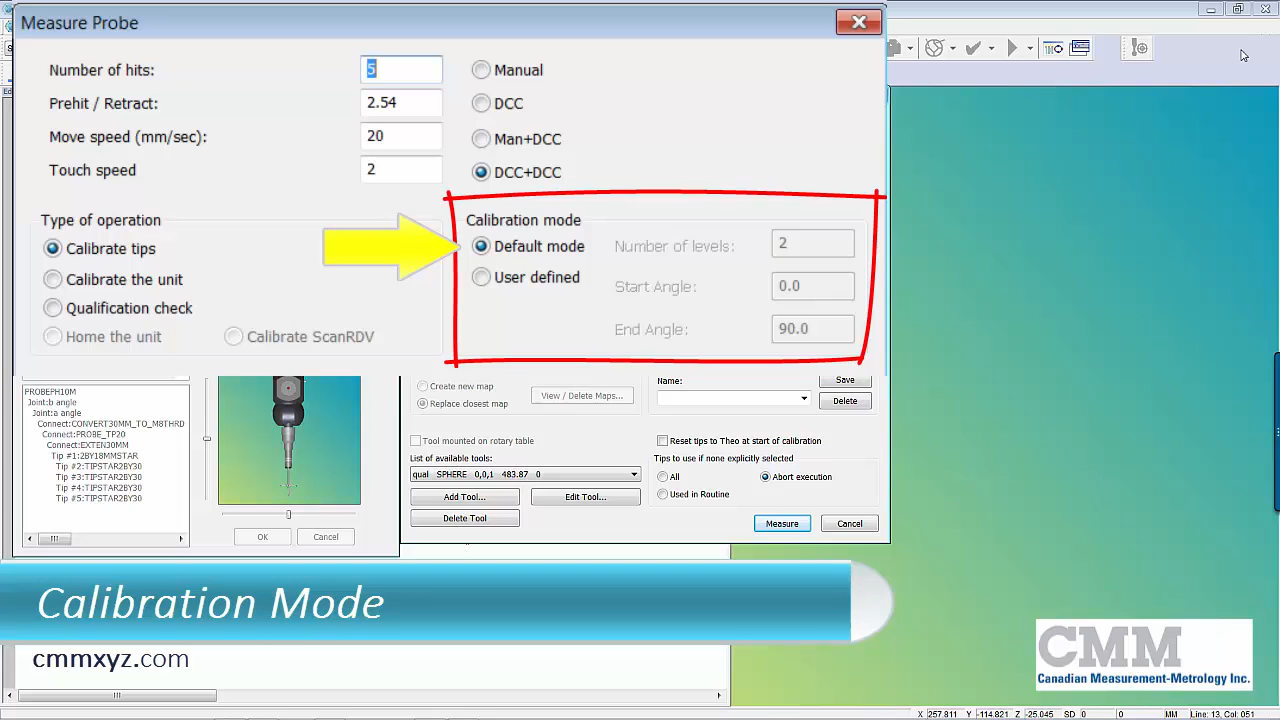 Measure Probe
Number of hits: 5 Manual
Prehit / Retract: 2.54 DCC
Move speed (mm/sec): 20 Man+DCC
Touch speed 2 DCC+DCC
Type of operation
Calibrate tips
Calibrate the unit
Qualification check
Home the unit Calibrate ScanRDV
Calibration mode
Default mode Number of levels: 2
User defined Start Angle: 0.0
End Angle: 90.0
PROBEPH10M
Joint:b angle
Joint:a angle
Connect:CONVERT30MM_TO_M8THRD
Connect:PROBE_TP20
Connect:EXTEN30MM
Tip #1:2BY18MMSTAR
Tip #2:TIPSTAR2BY30
Tip #3:TIPSTAR2BY30
Tip #4:TIPSTAR2BY30
Tip #5:TIPSTAR2BY30
OK Cancel
Create new map
Replace closest map
View / Delete Maps...
Name: Save
Delete
Tool mounted on rotary table
List of available tools:
qual SPHERE 0,0,1 483.87 0
Add Tool... Edit Tool...
Delete Tool
Reset tips to Theo at start of calibration
Tips to use if none explicitly selected
All Abort execution
Used in Routine
Measure Cancel
Calibration Mode
cmmxyz.com
CMM
Canadian Measurement-Metrology Inc.
X 257.811 Y -114.821 Z -25.045 SD 0 0 MM Line: 13, Col: 051